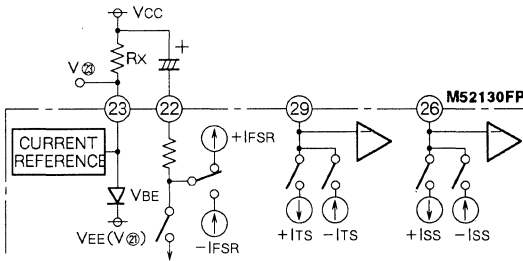 VCC
+
RX
V㉓
23
22
29
26
M52130FP
CURRENT
REFERENCE
+IFSR
VBE
VEE(V㉑)
-IFSR
+ITS
-ITS
+ISS
-ISS